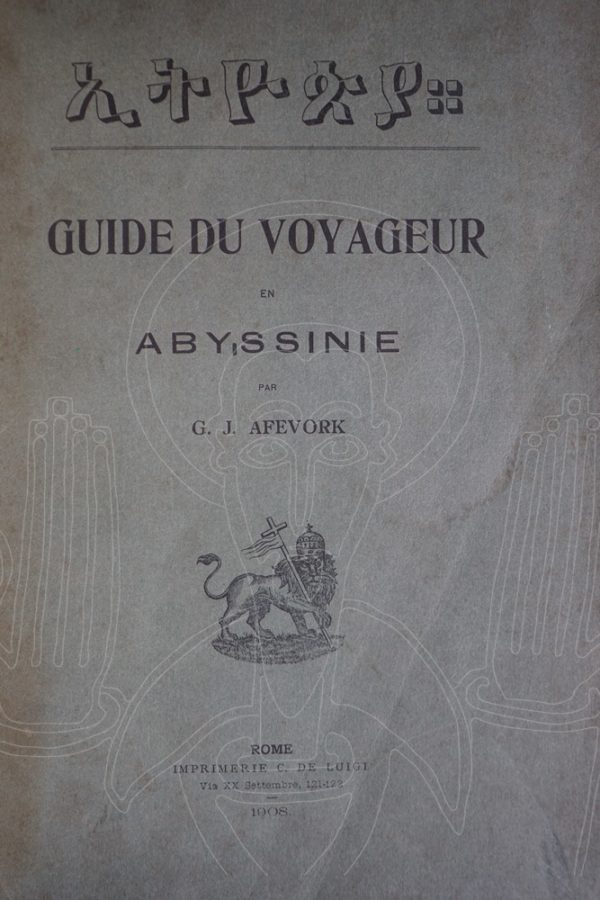 ኢትዮጵያ።
GUIDE DU VOYAGEUR
EN
ABYSSINIE
PAR
G. J. AFEVORK
ROME
IMPRIMERIE C. DE LUIGI
Via XX Settembre, 121-122
1908.